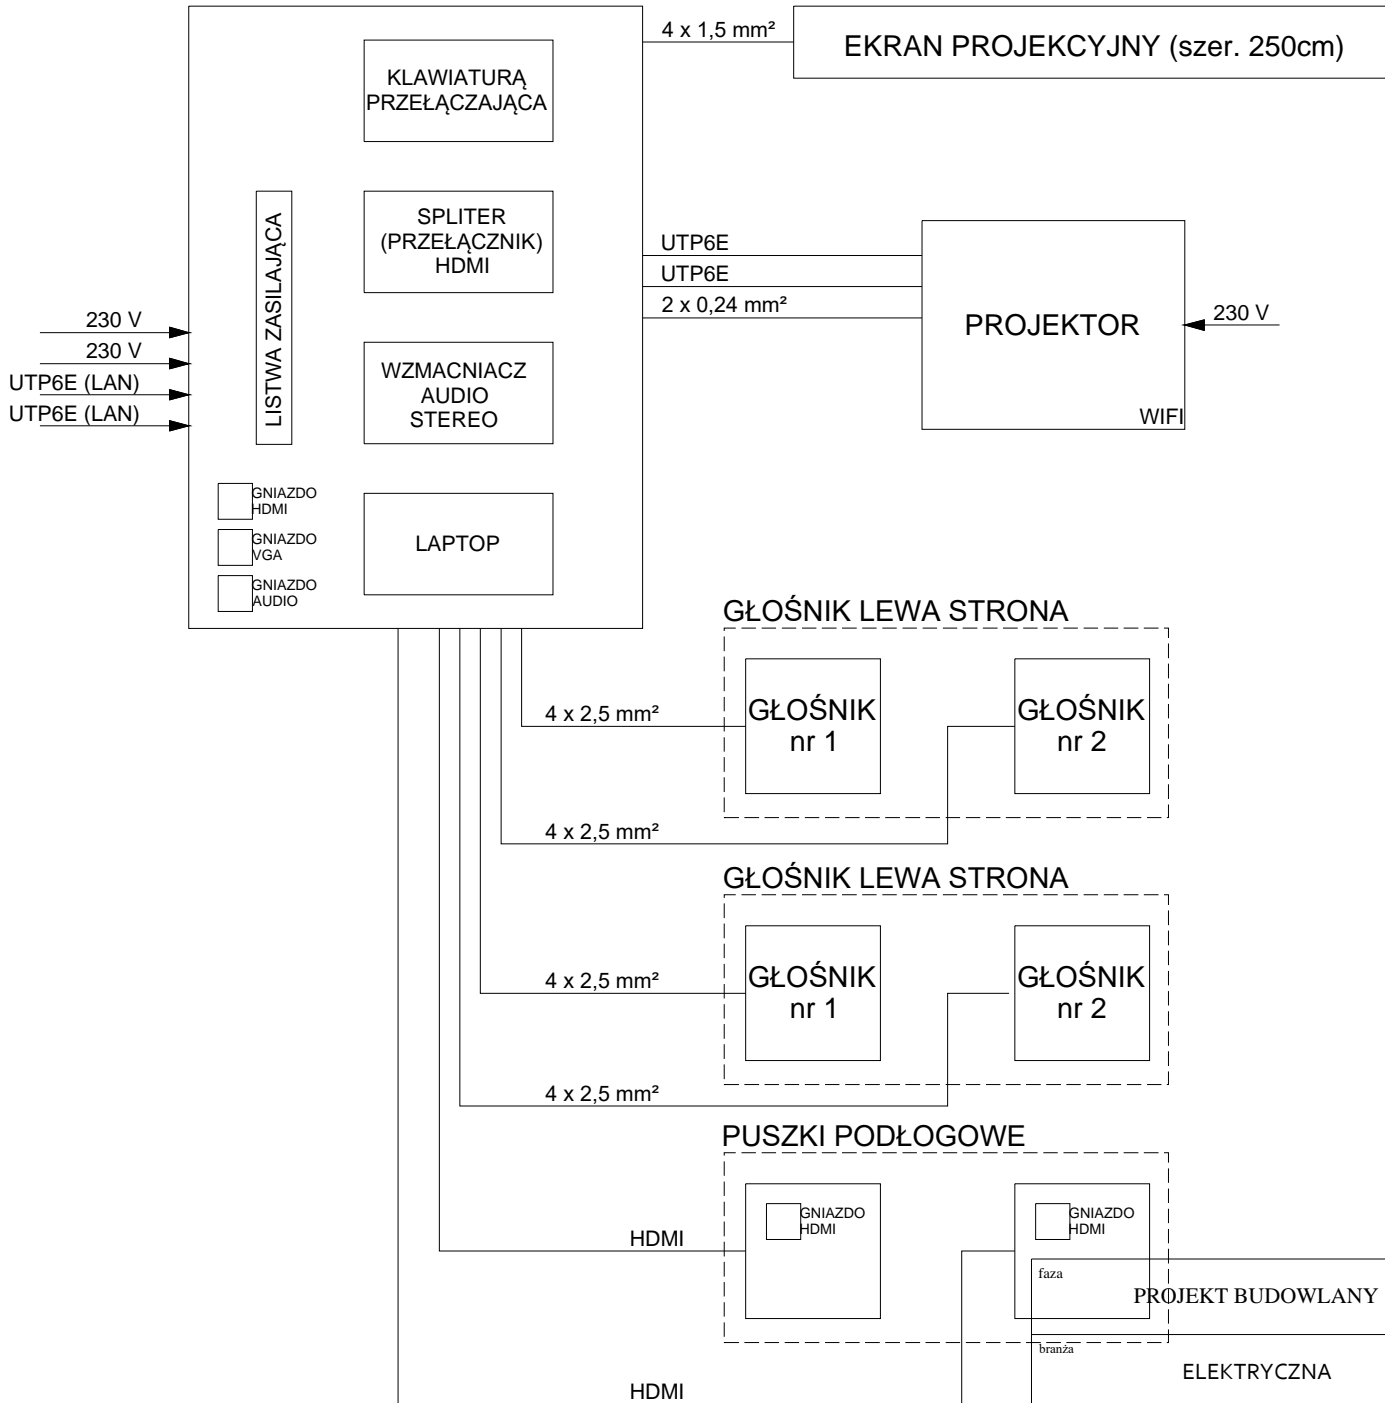 4 x 1,5 mm²
EKRAN PROJEKCYJNY (szer. 250cm)
KLAWIATURĄ
PRZEŁĄCZAJĄCA
LISTWA ZASILAJĄCA
SPLITER
(PRZEŁĄCZNIK)
HDMI
UTP6E
UTP6E
2 x 0,24 mm²
PROJEKTOR
WIFI
230 V
230 V
230 V
UTP6E (LAN)
UTP6E (LAN)
WZMACNIACZ
AUDIO
STEREO
GNIAZDO
HDMI
GNIAZDO
VGA
GNIAZDO
AUDIO
LAPTOP
GŁOŚNIK LEWA STRONA
4 x 2,5 mm²
GŁOŚNIK
nr 1
GŁOŚNIK
nr 2
4 x 2,5 mm²
GŁOŚNIK LEWA STRONA
4 x 2,5 mm²
GŁOŚNIK
nr 1
GŁOŚNIK
nr 2
4 x 2,5 mm²
PUSZKI PODŁOGOWE
HDMI
GNIAZDO
HDMI
GNIAZDO
HDMI
faza
PROJEKT BUDOWLANY
branża
ELEKTRYCZNA
HDMI